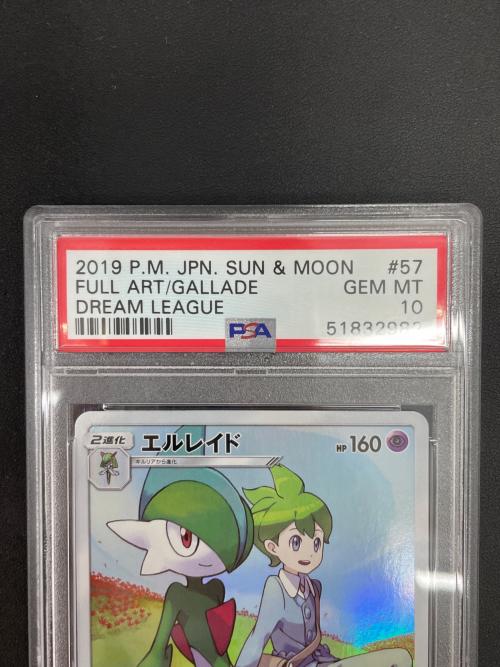 2019 P.M. JPN. SUN & MOON #57
FULL ART/GALLADE GEM MT
DREAM LEAGUE 10
PSA 51832982
2進化 エルレイド HP 160
キルリアから進化